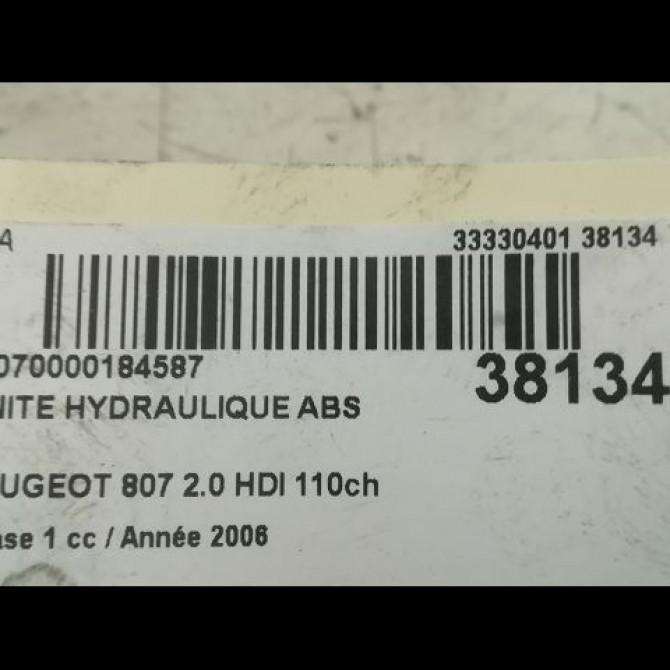 A 33330401 38134
070000184587 38134
NITE HYDRAULIQUE ABS
UGEOT 807 2.0 HDI 110ch
ase 1 cc / Année 2006